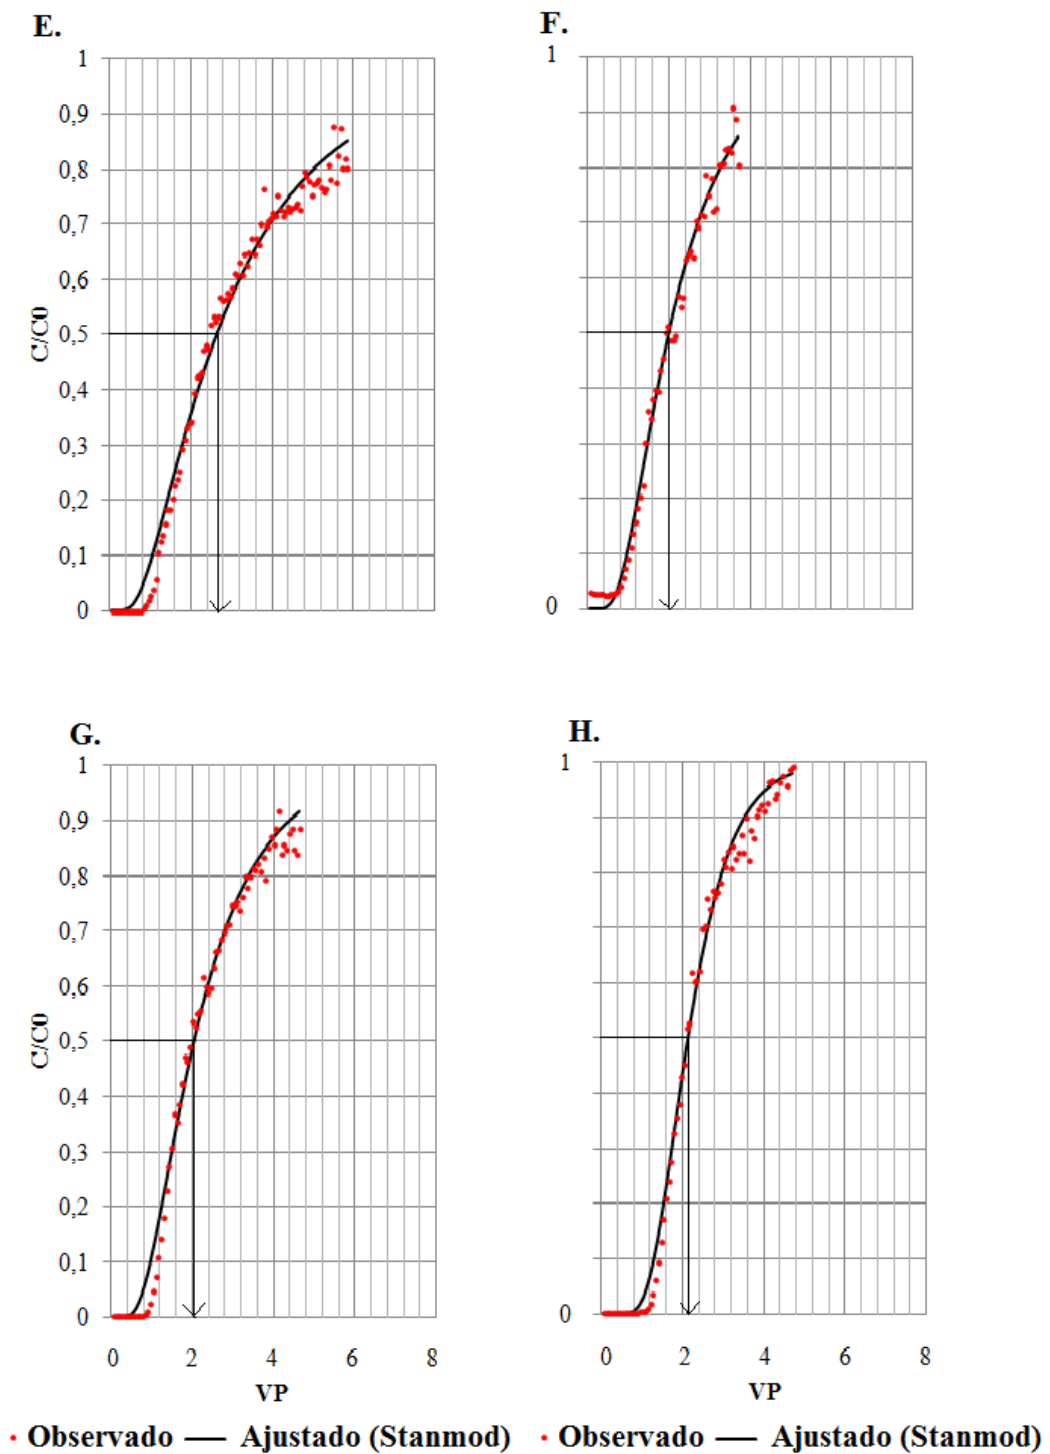 E.
1
0,9
0,8
0,7
0,6
0,5
0,4
0,3
0,2
0,1
0
C/C0
F.
1
0
G.
1
0,9
0,8
0,7
0,6
0,5
0,4
0,3
0,2
0,1
0
C/C0
0 2 4 6 8
VP
H.
1
0
0 2 4 6 8
VP
Observado Ajustado (Stanmod) Observado Ajustado (Stanmod)